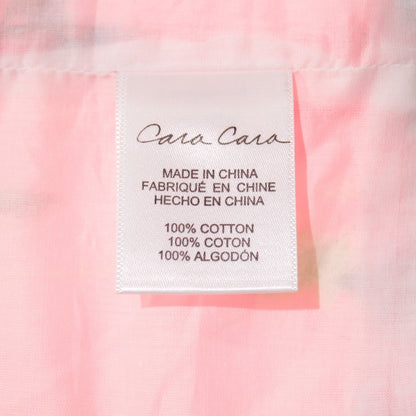 Cara Cara
MADE IN CHINA
FABRIQUÉ EN CHINE
HECHO EN CHINA
100% COTTON
100% COTON
100% ALGODÓN